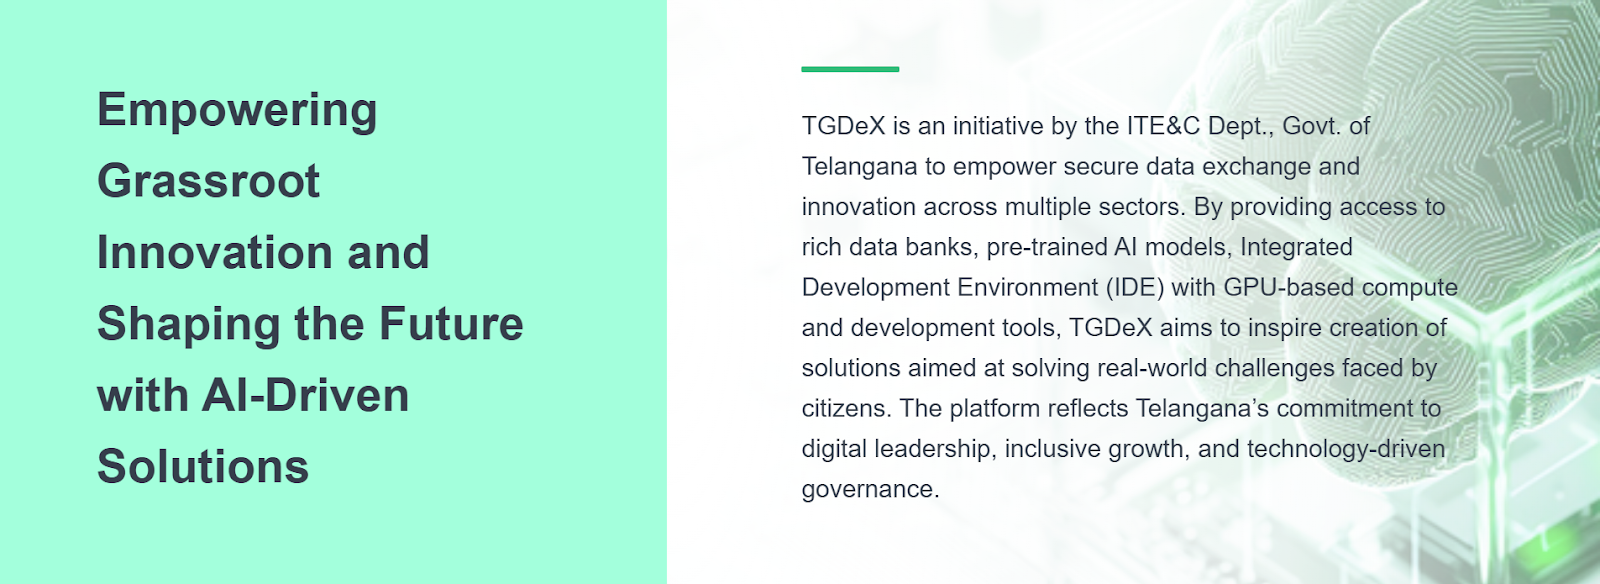 Empowering
Grassroot
Innovation and
Shaping the Future
with AI-Driven
Solutions
TGDeX is an initiative by the ITE&C Dept., Govt. of
Telangana to empower secure data exchange and
innovation across multiple sectors. By providing access to
rich data banks, pre-trained AI models, Integrated
Development Environment (IDE) with GPU-based compute
and development tools, TGDeX aims to inspire creation of
solutions aimed at solving real-world challenges faced by
citizens. The platform reflects Telangana’s commitment to
digital leadership, inclusive growth, and technology-driven
governance.